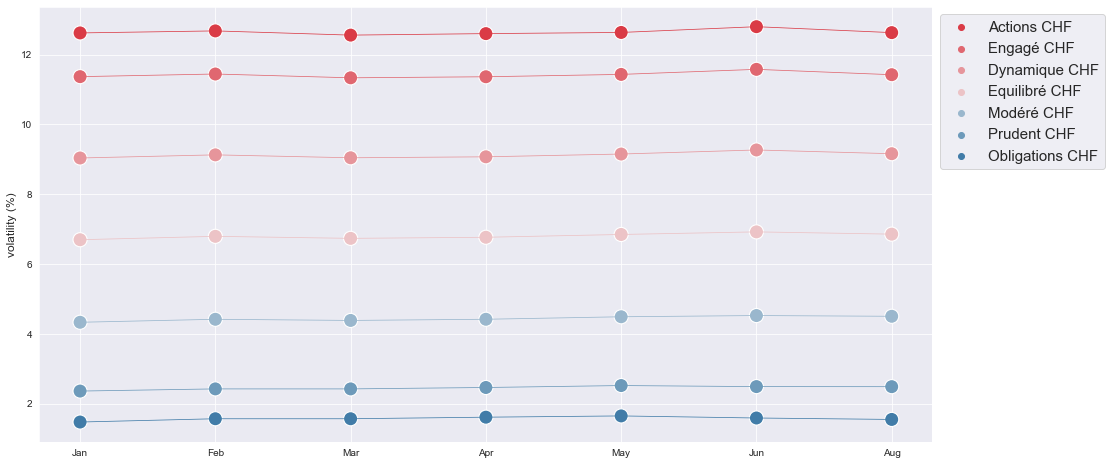 Actions CHF
Engagé CHF
Dynamique CHF
Equilibré CHF
Modéré CHF
Prudent CHF
Obligations CHF
volatility (%)
12
10
8
6
4
2
Jan Feb Mar Apr May Jun Aug